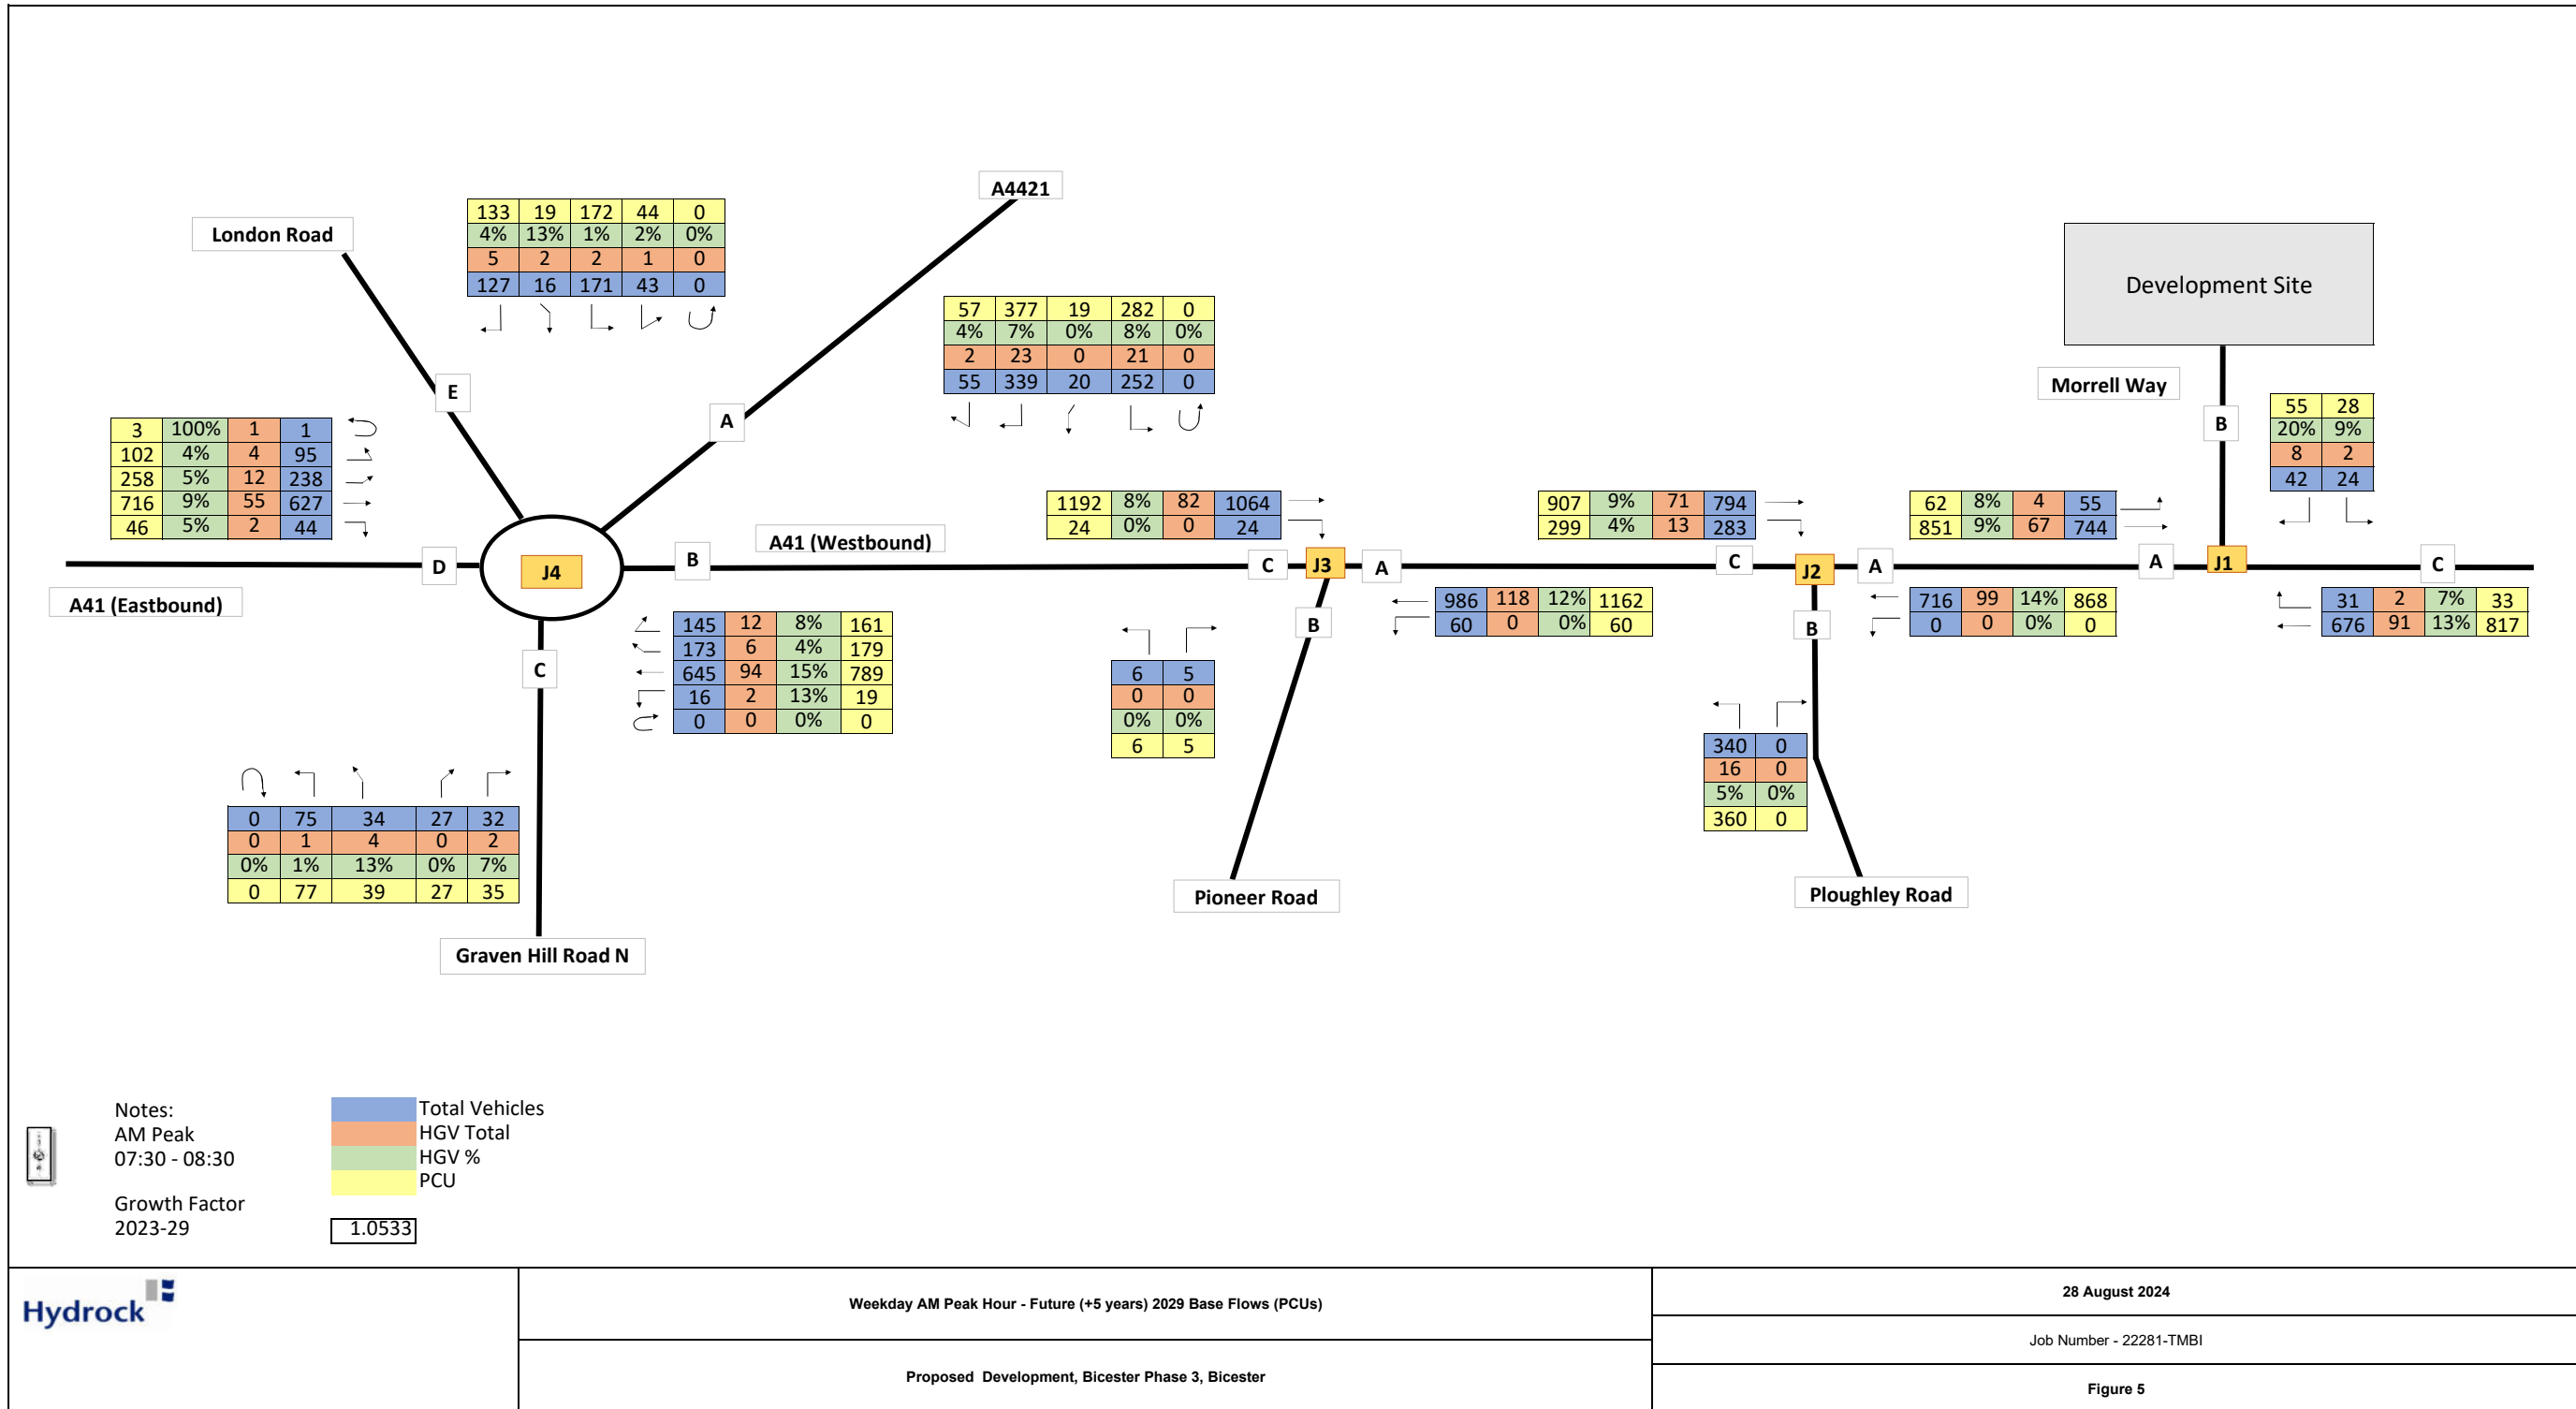 A4421
London Road
133 19 172 44 0
4% 13% 1% 2% 0%
5 2 2 1 0
127 16 171 43 0
Development Site
57 377 19 282 0
4% 7% 0% 8% 0%
2 23 0 21 0
55 339 20 252 0
Morrell Way
E
A
B
55 28
20% 9%
8 2
42 24
3 100% 1 1
102 4% 4 95
258 5% 12 238
716 9% 55 627
46 5% 2 44
1192 8% 82 1064
24 0% 0 24
907 9% 71 794
299 4% 13 283
62 8% 4 55
851 9% 67 744
A41 (Westbound)
D
J4
B
C
J3
A
C
J2
A
A
J1
C
A41 (Eastbound)
986 118 12% 1162
60 0 0% 60
716 99 14% 868
0 0 0% 0
31 2 7% 33
676 91 13% 817
C
B
B
145 12 8% 161
173 6 4% 179
645 94 15% 789
16 2 13% 19
0 0 0% 0
6 5
0 0
0% 0%
6 5
340 0
16 0
5% 0%
360 0
0 75 34 27 32
0 1 4 0 2
0% 1% 13% 0% 7%
0 77 39 27 35
Pioneer Road
Ploughley Road
Graven Hill Road N
Notes:
AM Peak
07:30 - 08:30
Growth Factor
2023-29
Total Vehicles
HGV Total
HGV %
PCU
1.0533
Hydrock
Weekday AM Peak Hour - Future (+5 years) 2029 Base Flows (PCUs)
Proposed Development, Bicester Phase 3, Bicester
28 August 2024
Job Number - 22281-TMBI
Figure 5